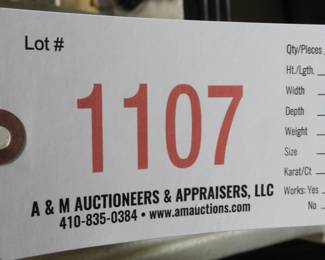 Lot #
1107
A & M AUCTIONEERS & APPRAISERS, LLC
410-835-0384 • www.amauctions.com
Qty/Pieces
Ht./Lgth.
Width
Depth
Weight
Size
Karat/Ct
Works: Yes
No